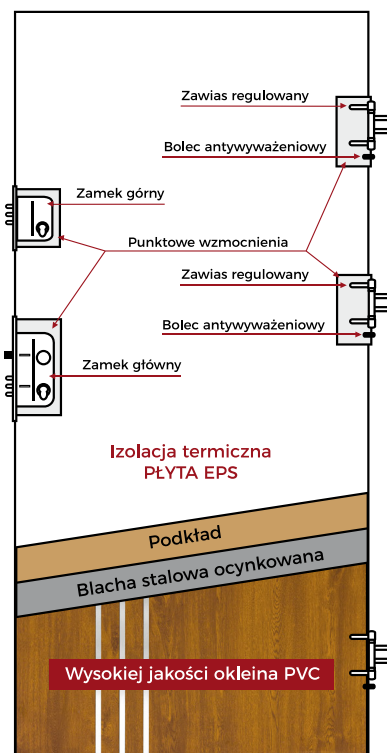 Zawias regulowany
Bolec antywyważeniowy
Zamek górny
Punktowe wzmocnienia
Zawias regulowany
Bolec antywyważeniowy
Zamek główny
Izolacja termiczna
PŁYTA EPS
Podkład
Blacha stalowa ocynkowana
Wysokiej jakości okleina PVC